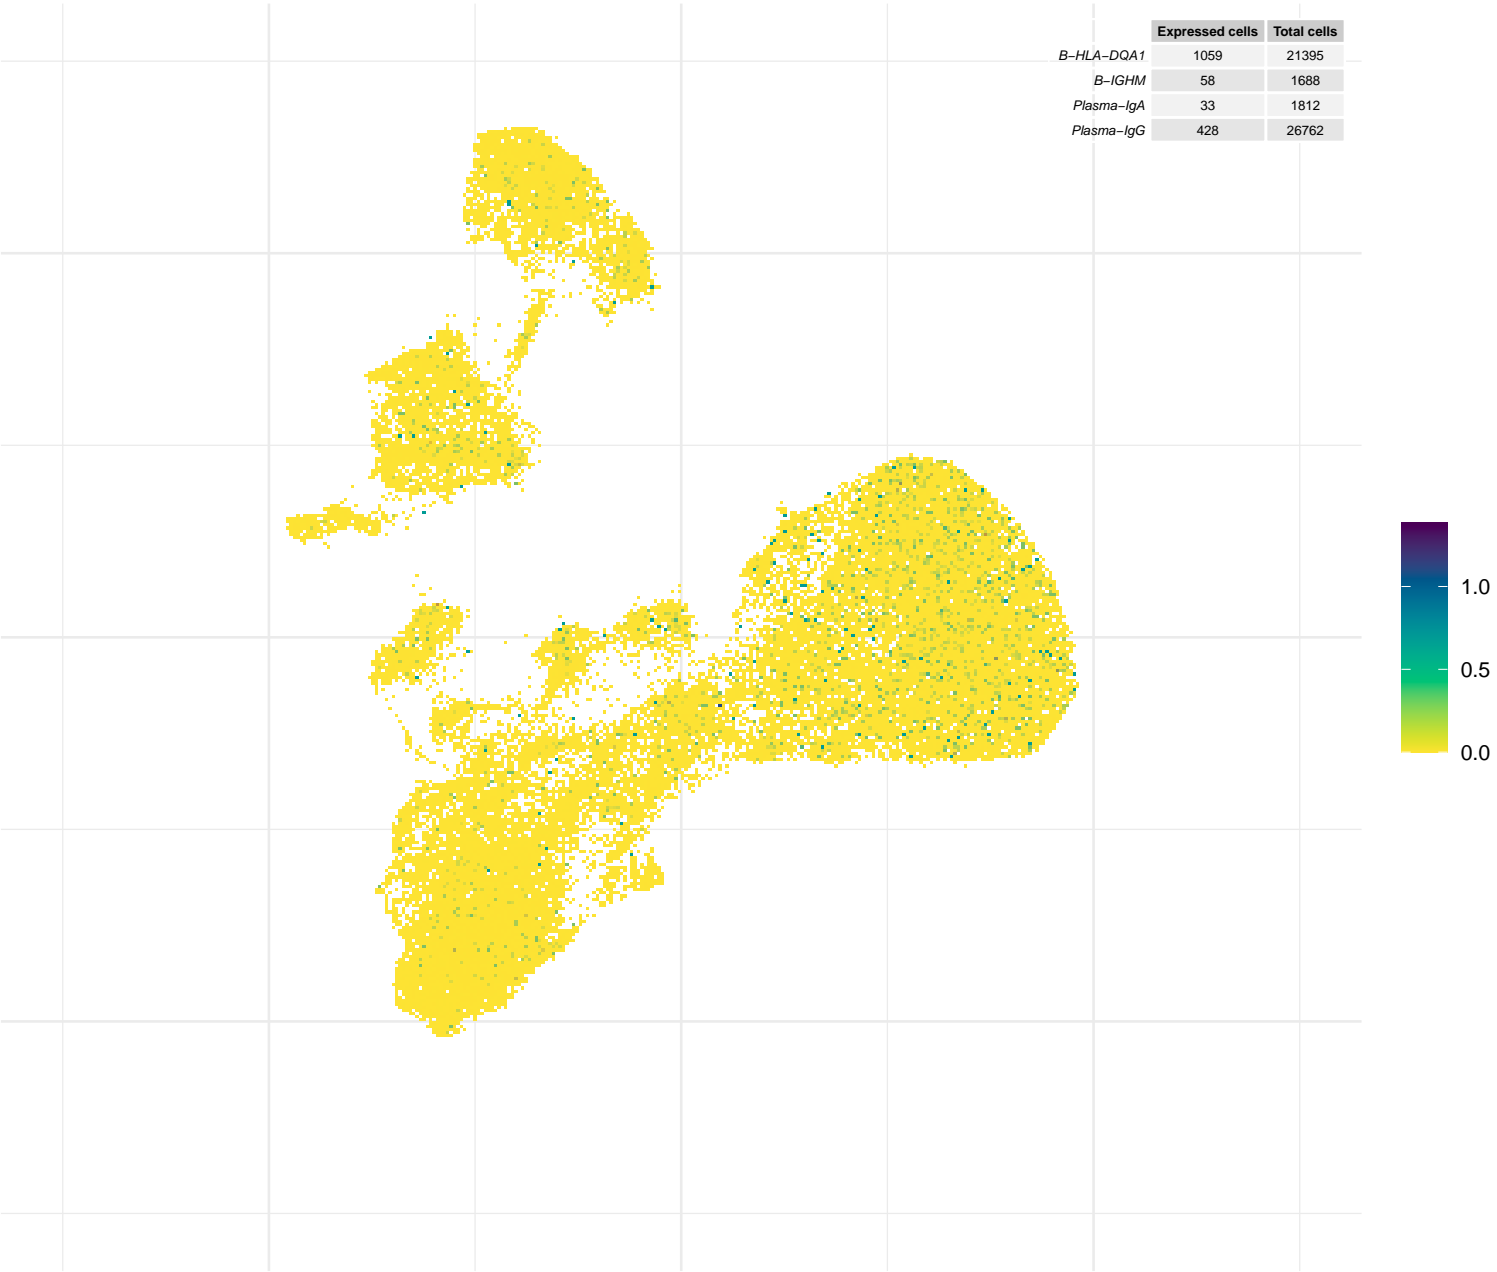 Expressed cells Total cells
B−HLA−DQA1 1059 21395
B−IGHM 58 1688
Plasma−IgA 33 1812
Plasma−IgG 428 26762
1.0
0.5
0.0